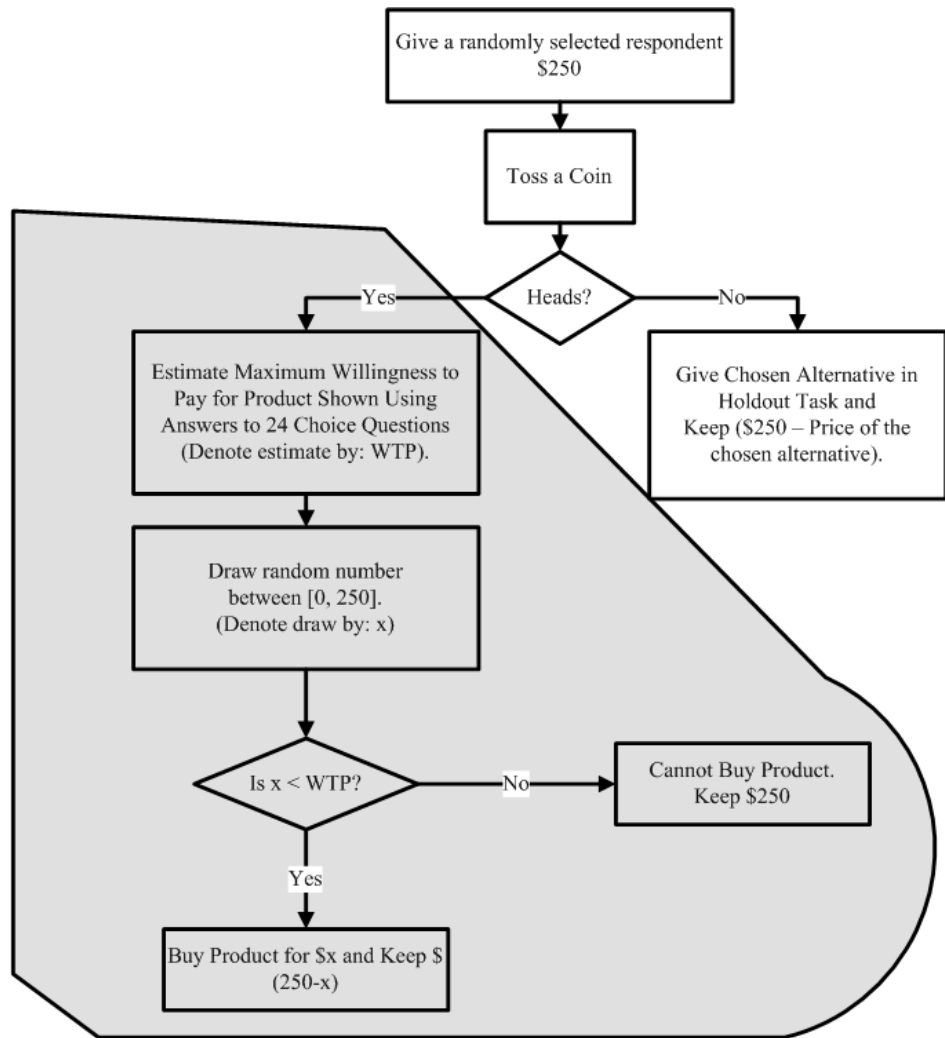 Give a randomly selected respondent
$250
Toss a Coin
Heads?
Yes
No
Estimate Maximum Willingness to
Pay for Product Shown Using
Answers to 24 Choice Questions
(Denote estimate by: WTP).
Give Chosen Alternative in
Holdout Task and
Keep ($250 – Price of the
chosen alternative).
Draw random number
between [0, 250].
(Denote draw by: x)
Is x < WTP?
No
Cannot Buy Product.
Keep $250
Yes
Buy Product for $x and Keep $
(250-x)